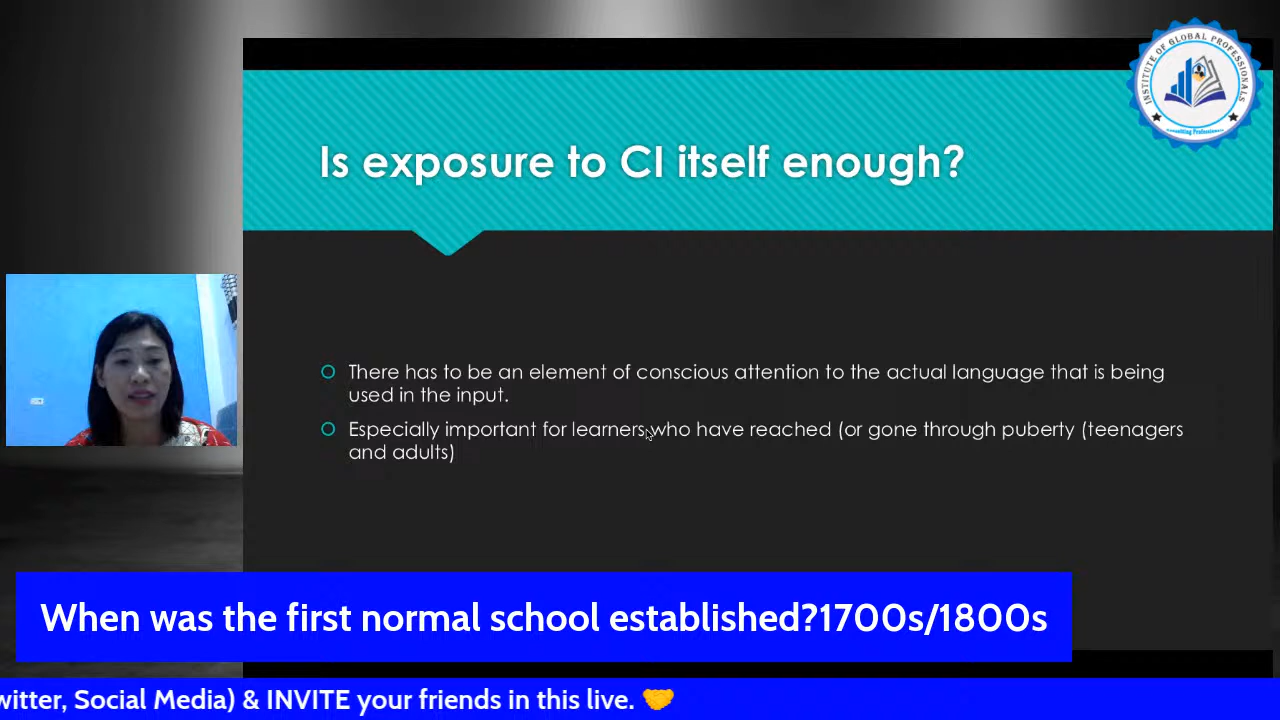 INSTITUTE OF GLOBAL PROFESSIONALS
Is exposure to CI itself enough?
There has to be an element of conscious attention to the actual language that is being
used in the input.
Especially important for learners who have reached (or gone through puberty (teenagers
and adults)
When was the first normal school established?1700s/1800s
witter, Social Media) & INVITE your friends in this live. 🤝